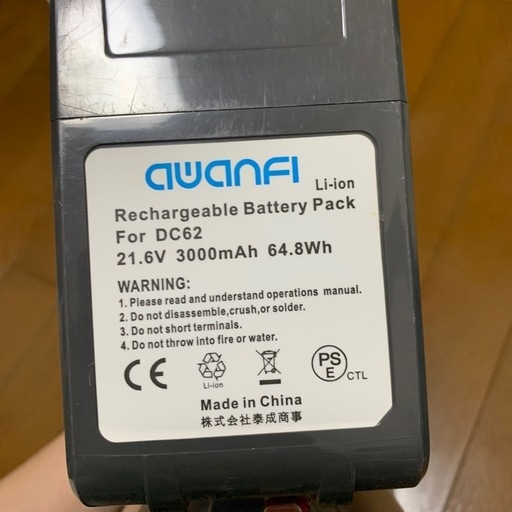 awanfi
Li-ion
Rechargeable Battery Pack
For DC62
21.6V 3000mAh 64.8Wh
WARNING:
1. Please read and understand operations manual.
2. Do not disassemble,crush,or solder.
3. Do not short terminals.
4. Do not throw into fire or water.
CE
Li-ion
PS
E
CTL
Made in China
株式会社泰成商事